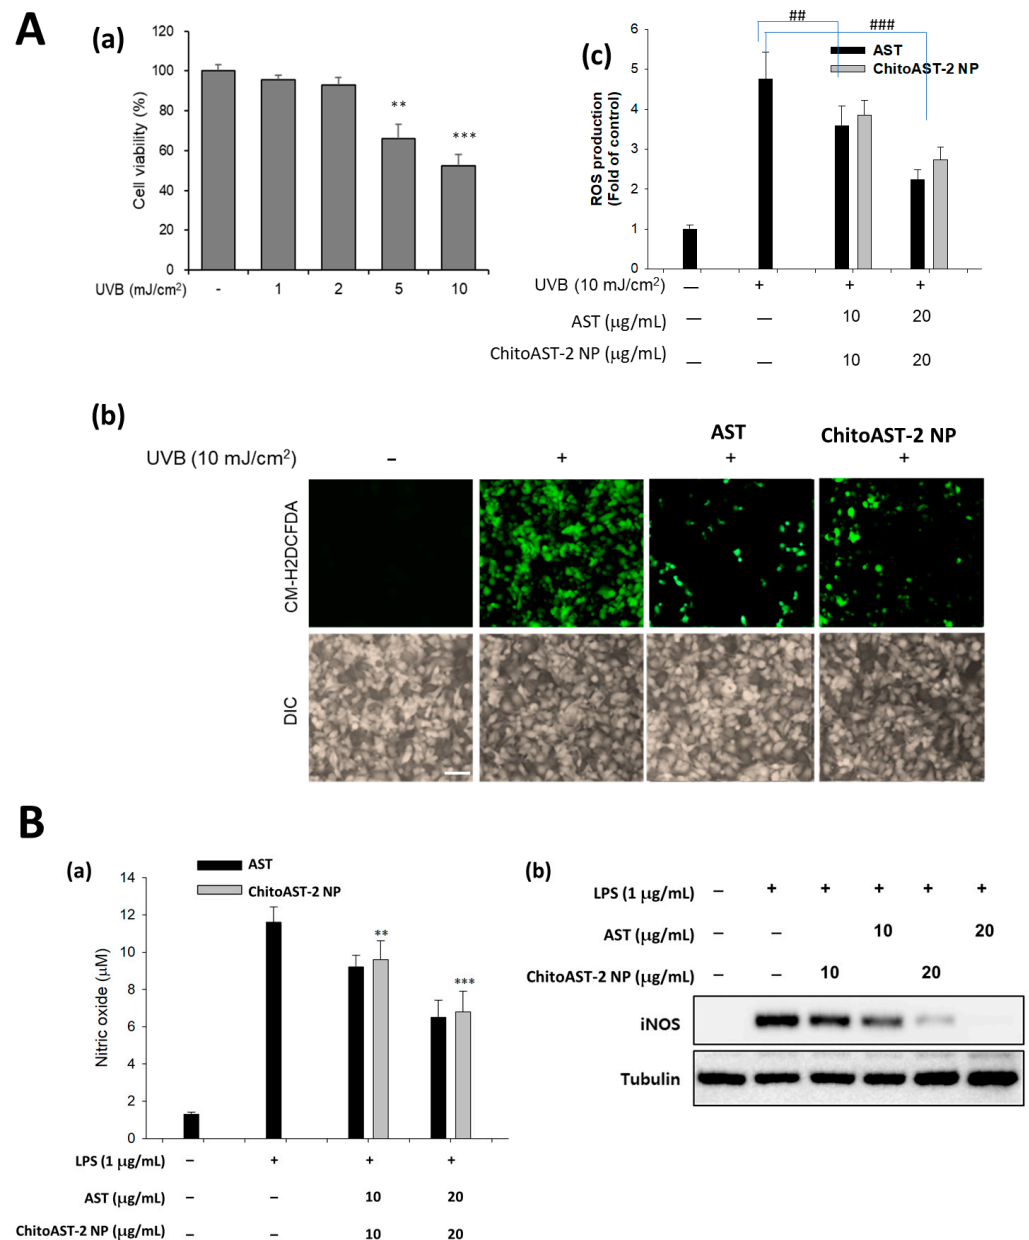 A
(a)
120
100
80
60
40
20
0
Cell viability (%)
**
***
UVB (mJ/cm²) - 1 2 5 10
(c)
##
###
AST
ChitoAST-2 NP
6
5
4
3
2
1
0
ROS production
(Fold of control)
UVB (10 mJ/cm²) — + + +
AST (µg/mL) — — 10 20
ChitoAST-2 NP (µg/mL) — — 10 20
(b)
AST ChitoAST-2 NP
UVB (10 mJ/cm²) – + + +
CM-H2DCFDA
DIC
B
(a)
AST
ChitoAST-2 NP
14
12
10
8
6
4
2
0
Nitric oxide (µM)
**
***
LPS (1 µg/mL) – + + +
AST (µg/mL) – – 10 20
ChitoAST-2 NP (µg/mL) – – 10 20
(b)
LPS (1 µg/mL) – + + + + +
AST (µg/mL) – – 10 20
ChitoAST-2 NP (µg/mL) – – 10 20
iNOS
Tubulin